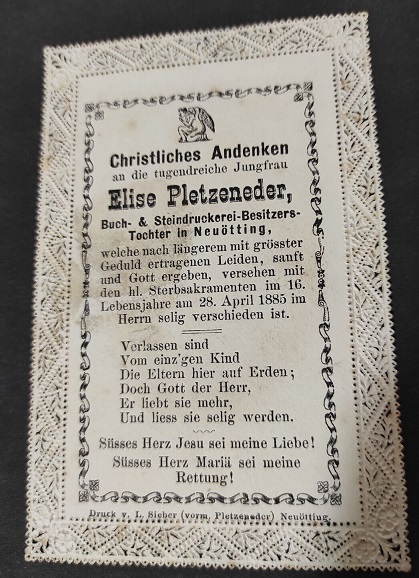 Christliches Andenken
an die tugendreiche Jungfrau
Elise Pletzeneder,
Buch- & Steindruckerei-Besitzers-
Tochter in Neuötting,
welche nach längerem mit grösster
Geduld ertragenen Leiden, sanft
und Gott ergeben, versehen mit
den hl. Sterbsakramenten im 16.
Lebensjahre am 28. April 1885 im
Herrn selig verschieden ist.
Verlassen sind
Vom einz'gen Kind
Die Eltern hier auf Erden;
Doch Gott der Herr,
Er liebt sie mehr,
Und liess sie selig werden.
Süsses Herz Jesu sei meine Liebe!
Süsses Herz Mariä sei meine
Rettung!
Druck v. L. Sieber (vorm. Pletzeneder) Neuötting.